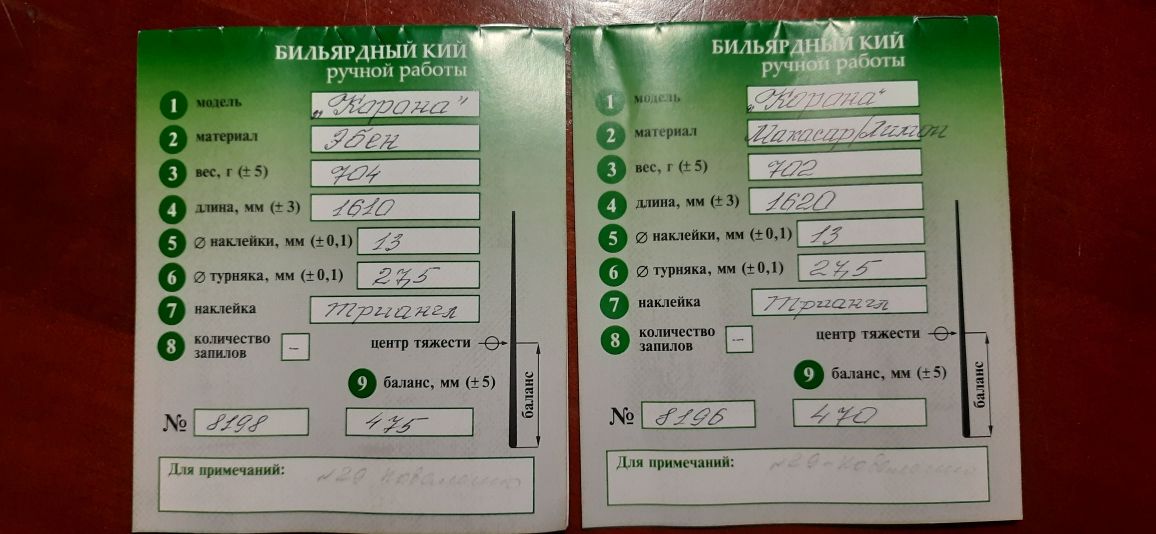 БИЛЬЯРДНЫЙ КИЙ
ручной работы
1 модель „Корона"
2 материал Эбен
3 вес, г (± 5) 704
4 длина, мм (± 3) 1610
5 ⌀ наклейки, мм (± 0,1) 13
6 ⌀ турняка, мм (± 0,1) 27,5
7 наклейка Триангл
8 количество запилов –
центр тяжести
9 баланс, мм (± 5)
баланс
№ 8198 475
Для примечаний: №29
БИЛЬЯРДНЫЙ КИЙ
ручной работы
1 модель „Корона"
2 материал Макасар/Лимон
3 вес, г (± 5) 702
4 длина, мм (± 3) 1620
5 ⌀ наклейки, мм (± 0,1) 13
6 ⌀ турняка, мм (± 0,1) 27,5
7 наклейка Триангл
8 количество запилов –
центр тяжести
9 баланс, мм (± 5)
баланс
№ 8196 470
Для примечаний: №29 –